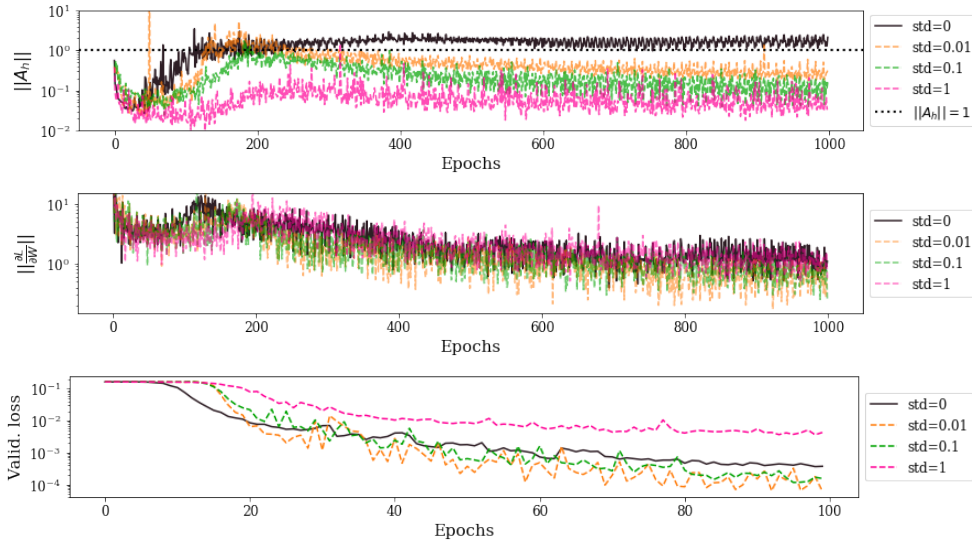 10¹
10⁰
10⁻¹
10⁻²
||Aₕ||
0 200 400 600 800 1000
Epochs
std=0
std=0.01
std=0.1
std=1
||Aₕ|| = 1
10¹
10⁰
||∂L/∂W||
0 200 400 600 800 1000
Epochs
std=0
std=0.01
std=0.1
std=1
10⁻¹
10⁻²
10⁻³
10⁻⁴
Valid. loss
0 20 40 60 80 100
Epochs
std=0
std=0.01
std=0.1
std=1